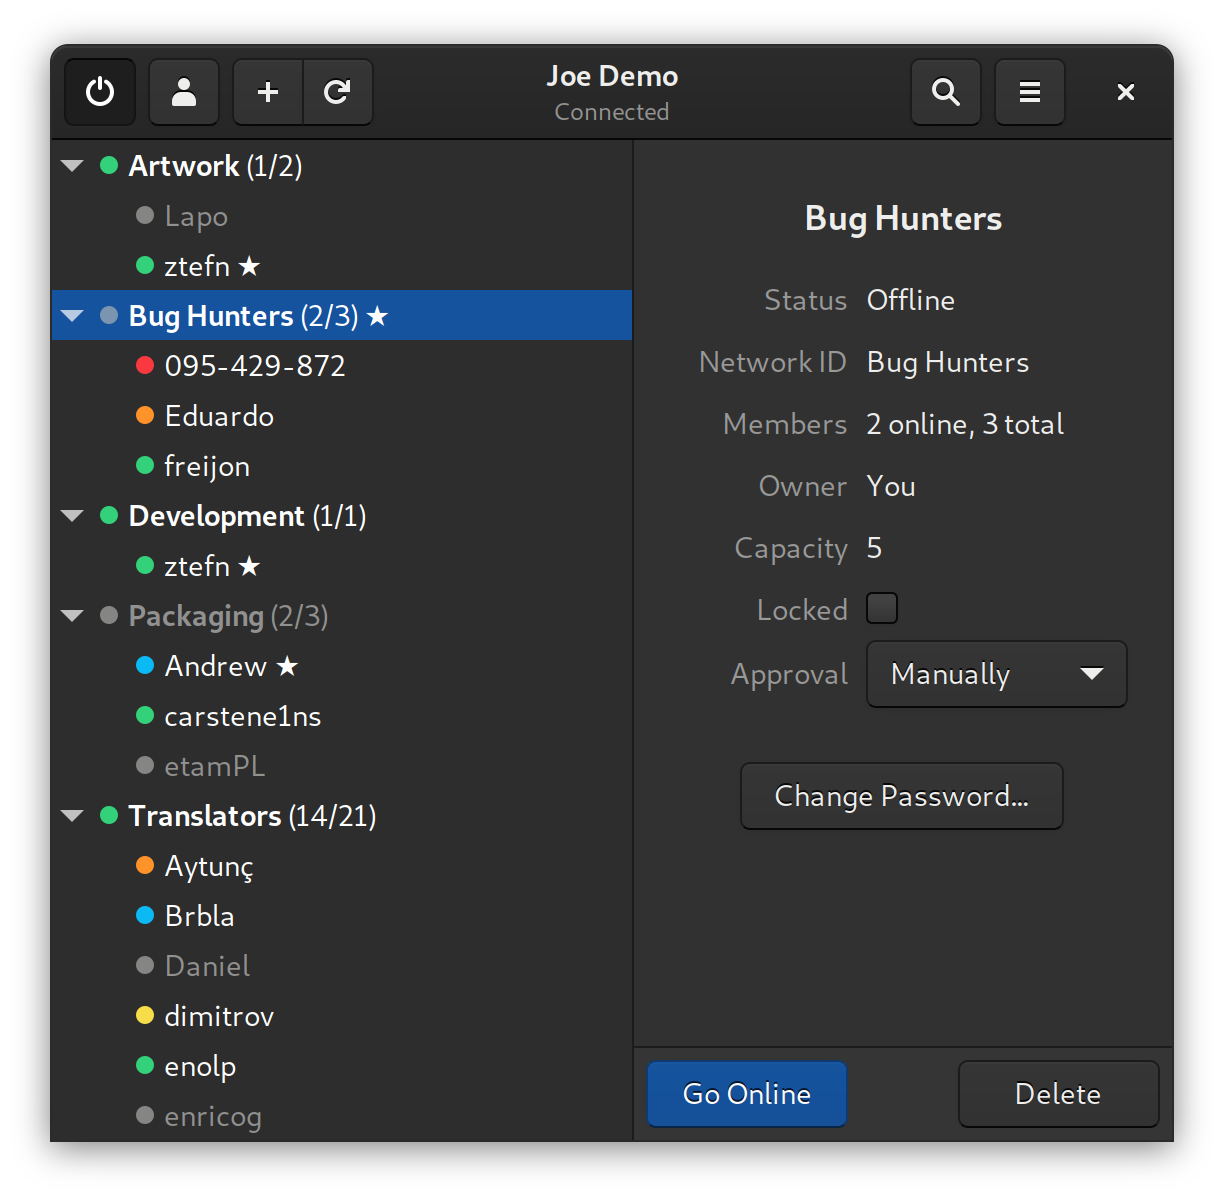 Joe Demo
Connected
Artwork (1/2)
Lapo
ztefn ★
Bug Hunters (2/3) ★
095-429-872
Eduardo
freijon
Development (1/1)
ztefn ★
Packaging (2/3)
Andrew ★
carstene1ns
etamPL
Translators (14/21)
Aytunç
Brbla
Daniel
dimitrov
enolp
enricog
Bug Hunters
Status Offline
Network ID Bug Hunters
Members 2 online, 3 total
Owner You
Capacity 5
Locked
Approval Manually
Change Password...
Go Online
Delete